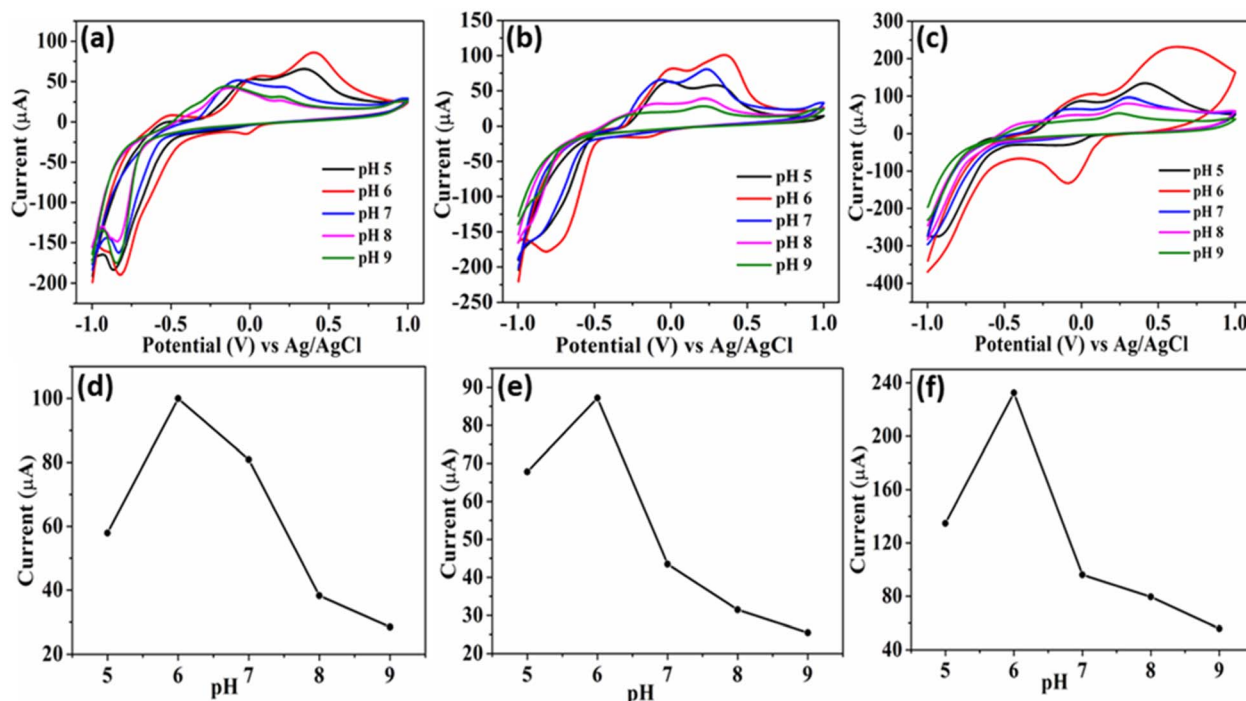 (a)
100
50
0
-50
-100
-150
-200
Current (µA)
pH 5
pH 6
pH 7
pH 8
pH 9
-1.0 -0.5 0.0 0.5 1.0
Potential (V) vs Ag/AgCl
(b)
150
100
50
0
-50
-100
-150
-200
-250
Current (µA)
pH 5
pH 6
pH 7
pH 8
pH 9
-1.0 -0.5 0.0 0.5 1.0
Potential (V) vs Ag/AgCl
(c)
300
200
100
0
-100
-200
-300
-400
Current (µA)
pH 5
pH 6
pH 7
pH 8
pH 9
-1.0 -0.5 0.0 0.5 1.0
Potential (V) vs Ag/AgCl
(d)
100
80
60
40
20
Current (µA)
5 6 7 8 9
pH
(e)
90
80
70
60
50
40
30
20
Current (µA)
5 6 7 8 9
pH
(f)
240
200
160
120
80
40
Current (µA)
5 6 7 8 9
pH